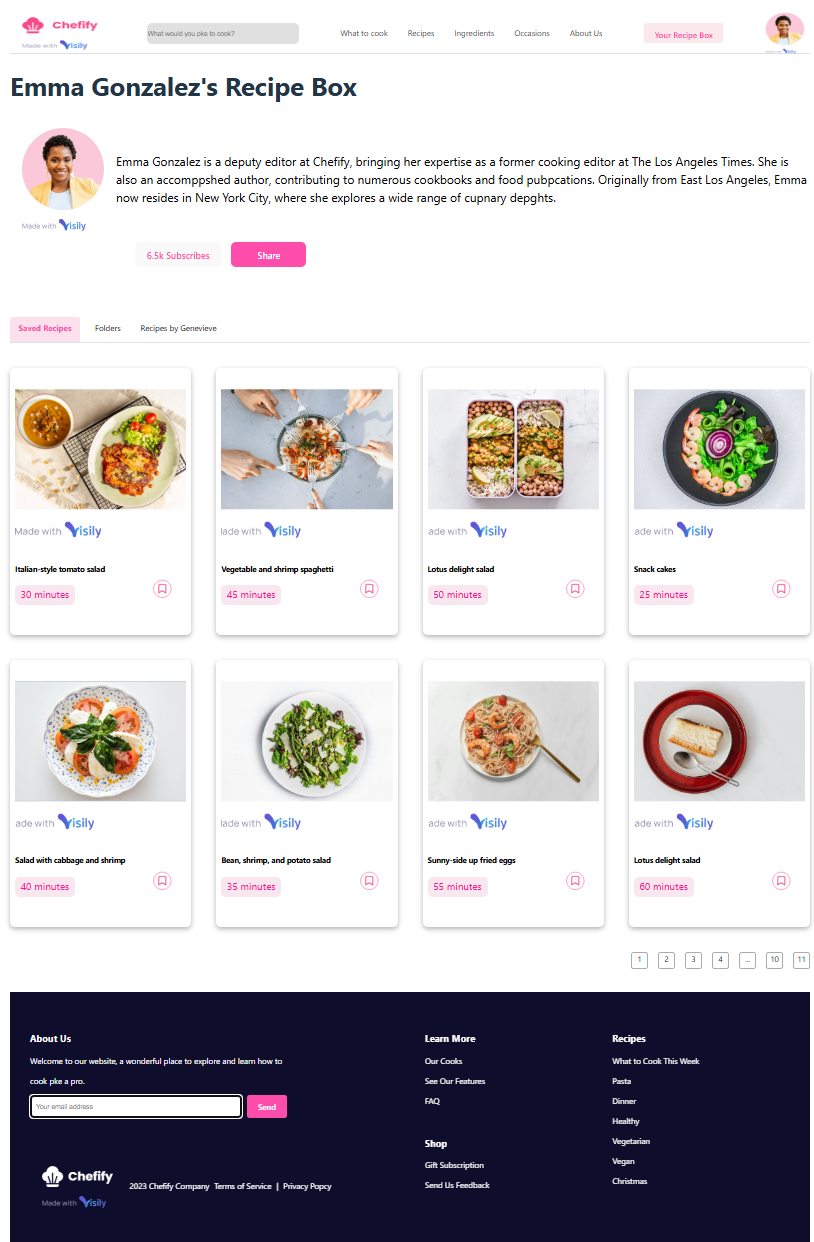 Chefify
Made with Visily
What would you pke to cook?
What to cook
Recipes
Ingredients
Occasions
About Us
Your Recipe Box
Emma Gonzalez's Recipe Box
Emma Gonzalez is a deputy editor at Chefify, bringing her expertise as a former cooking editor at The Los Angeles Times. She is
also an accomppshed author, contributing to numerous cookbooks and food pubpcations. Originally from East Los Angeles, Emma
now resides in New York City, where she explores a wide range of cupnary depghts.
Made with Visily
6.5k Subscribes
Share
Saved Recipes
Folders
Recipes by Genevieve
Made with Visily
Italian-style tomato salad
30 minutes
ade with Visily
Vegetable and shrimp spaghetti
45 minutes
ade with Visily
Lotus delight salad
50 minutes
ade with Visily
Snack cakes
25 minutes
ade with Visily
Salad with cabbage and shrimp
40 minutes
ade with Visily
Bean, shrimp, and potato salad
35 minutes
ade with Visily
Sunny-side up fried eggs
55 minutes
ade with Visily
Lotus delight salad
60 minutes
1
2
3
4
...
10
11
About Us
Welcome to our website, a wonderful place to explore and learn how to
cook pke a pro.
Your email address
Send
Chefify
Made with Visily
2023 Chefify Company Terms of Service | Privacy Popcy
Learn More
Our Cooks
See Our Features
FAQ
Shop
Gift Subscription
Send Us Feedback
Recipes
What to Cook This Week
Pasta
Dinner
Healthy
Vegetarian
Vegan
Christmas